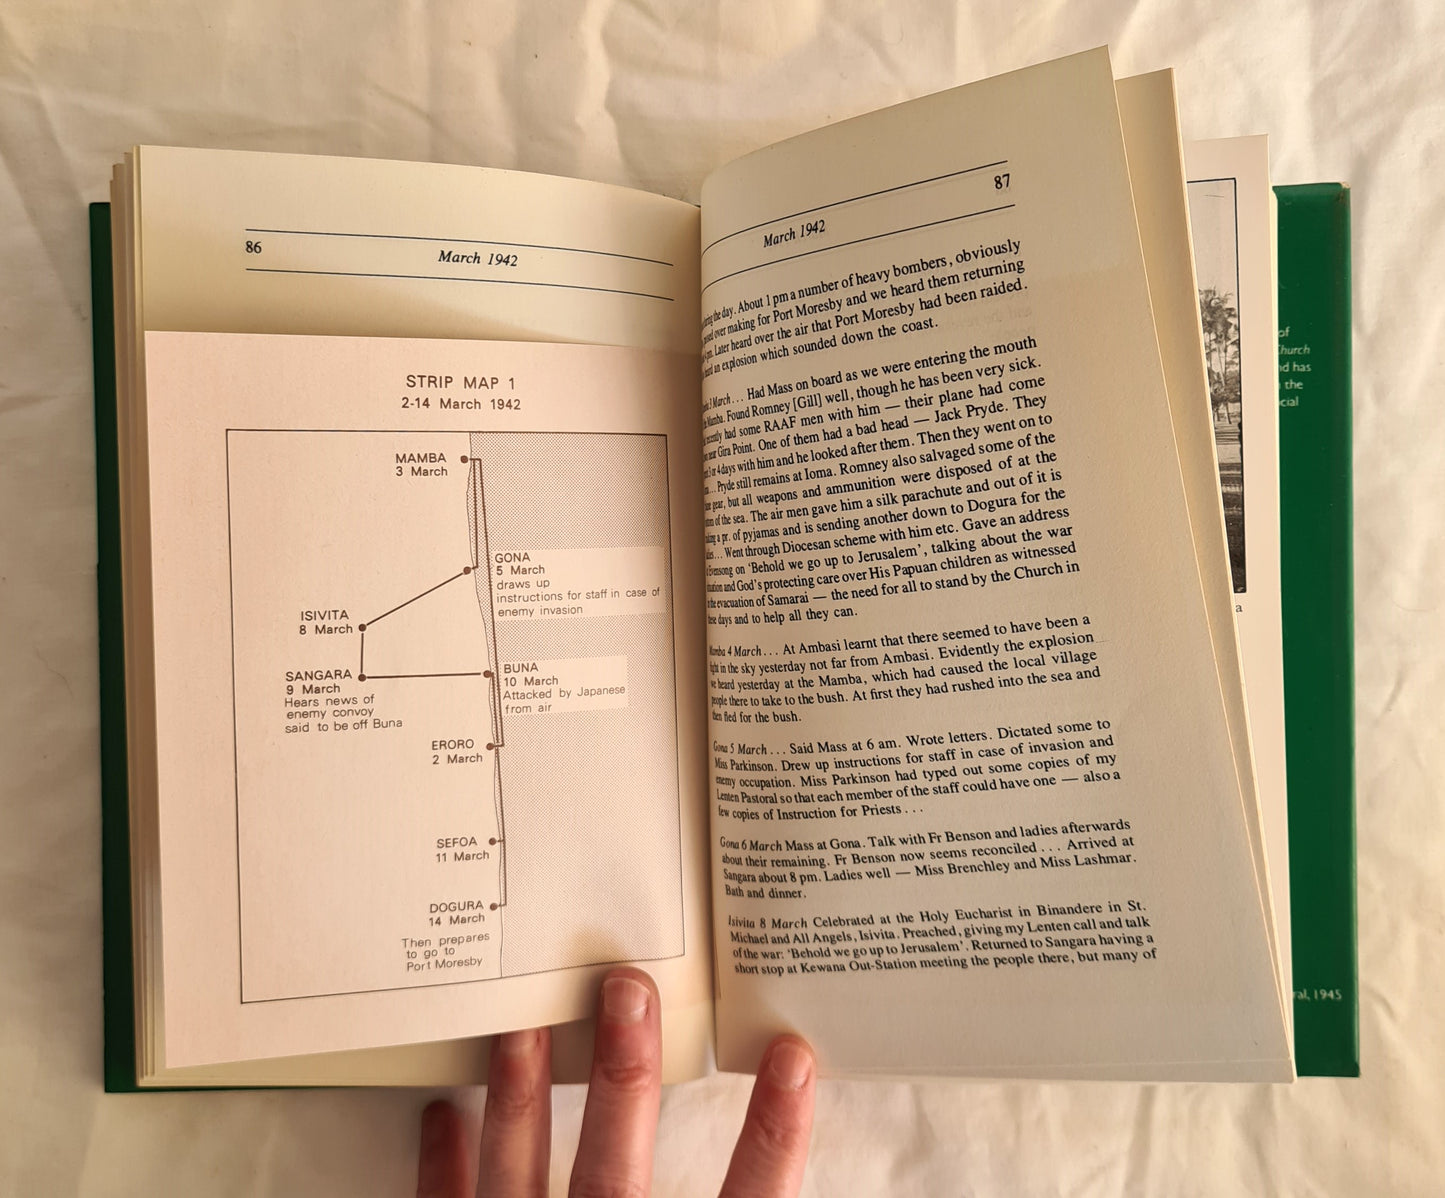 86
March 1942
STRIP MAP 1
2-14 March 1942
MAMBA
3 March
GONA
5 March
draws up
instructions for staff in case of
enemy invasion
ISIVITA
8 March
SANGARA
9 March
Hears news of
enemy convoy
said to be off Buna
BUNA
10 March
Attacked by Japanese
from air
ERORO
2 March
SEFOA
11 March
DOGURA
14 March
Then prepares
to go to
Port Moresby
87
March 1942
the day. About 1 pm a number of heavy bombers, obviously
over making for Port Moresby and we heard them returning
Later heard over the air that Port Moresby had been raided.
an explosion which sounded down the coast.
3 March... Had Mass on board as we were entering the mouth
Mamba. Found Romney [Gill] well, though he has been very sick.
recently had some RAAF men with him — their plane had come
near Gira Point. One of them had a bad head — Jack Pryde. They
3 or 4 days with him and he looked after them. Then they went on to
... Pryde still remains at Ioma. Romney also salvaged some of the
gear, but all weapons and ammunition were disposed of at the
of the sea. The air men gave him a silk parachute and out of it is
a pr. of pyjamas and is sending another down to Dogura for the
... Went through Diocesan scheme with him etc. Gave an address
Evensong on 'Behold we go up to Jerusalem', talking about the war
and God's protecting care over His Papuan children as witnessed
the evacuation of Samarai — the need for all to stand by the Church in
these days and to help all they can.
Mamba 4 March... At Ambasi learnt that there seemed to have been a
fight in the sky yesterday not far from Ambasi. Evidently the explosion
we heard yesterday at the Mamba, which had caused the local village
people there to take to the bush. At first they had rushed into the sea and
then fled for the bush.
Gona 5 March... Said Mass at 6 am. Wrote letters. Dictated some to
Miss Parkinson. Drew up instructions for staff in case of invasion and
enemy occupation. Miss Parkinson had typed out some copies of my
Lenten Pastoral so that each member of the staff could have one — also a
few copies of Instruction for Priests...
Gona 6 March Mass at Gona. Talk with Fr Benson and ladies afterwards
about their remaining. Fr Benson now seems reconciled... Arrived at
Sangara about 8 pm. Ladies well — Miss Brenchley and Miss Lashmar.
Bath and dinner.
Isivita 8 March Celebrated at the Holy Eucharist in Binandere in St.
Michael and All Angels, Isivita. Preached, giving my Lenten call and talk
of the war: 'Behold we go up to Jerusalem'. Returned to Sangara having a
short stop at Kewana Out-Station meeting the people there, but many of
a
of
Church
has
the
1945